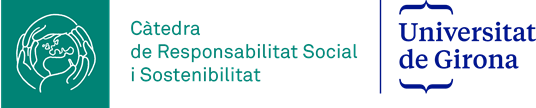 Càtedra
de Responsabilitat Social
i Sostenibilitat
Universitat
de Girona